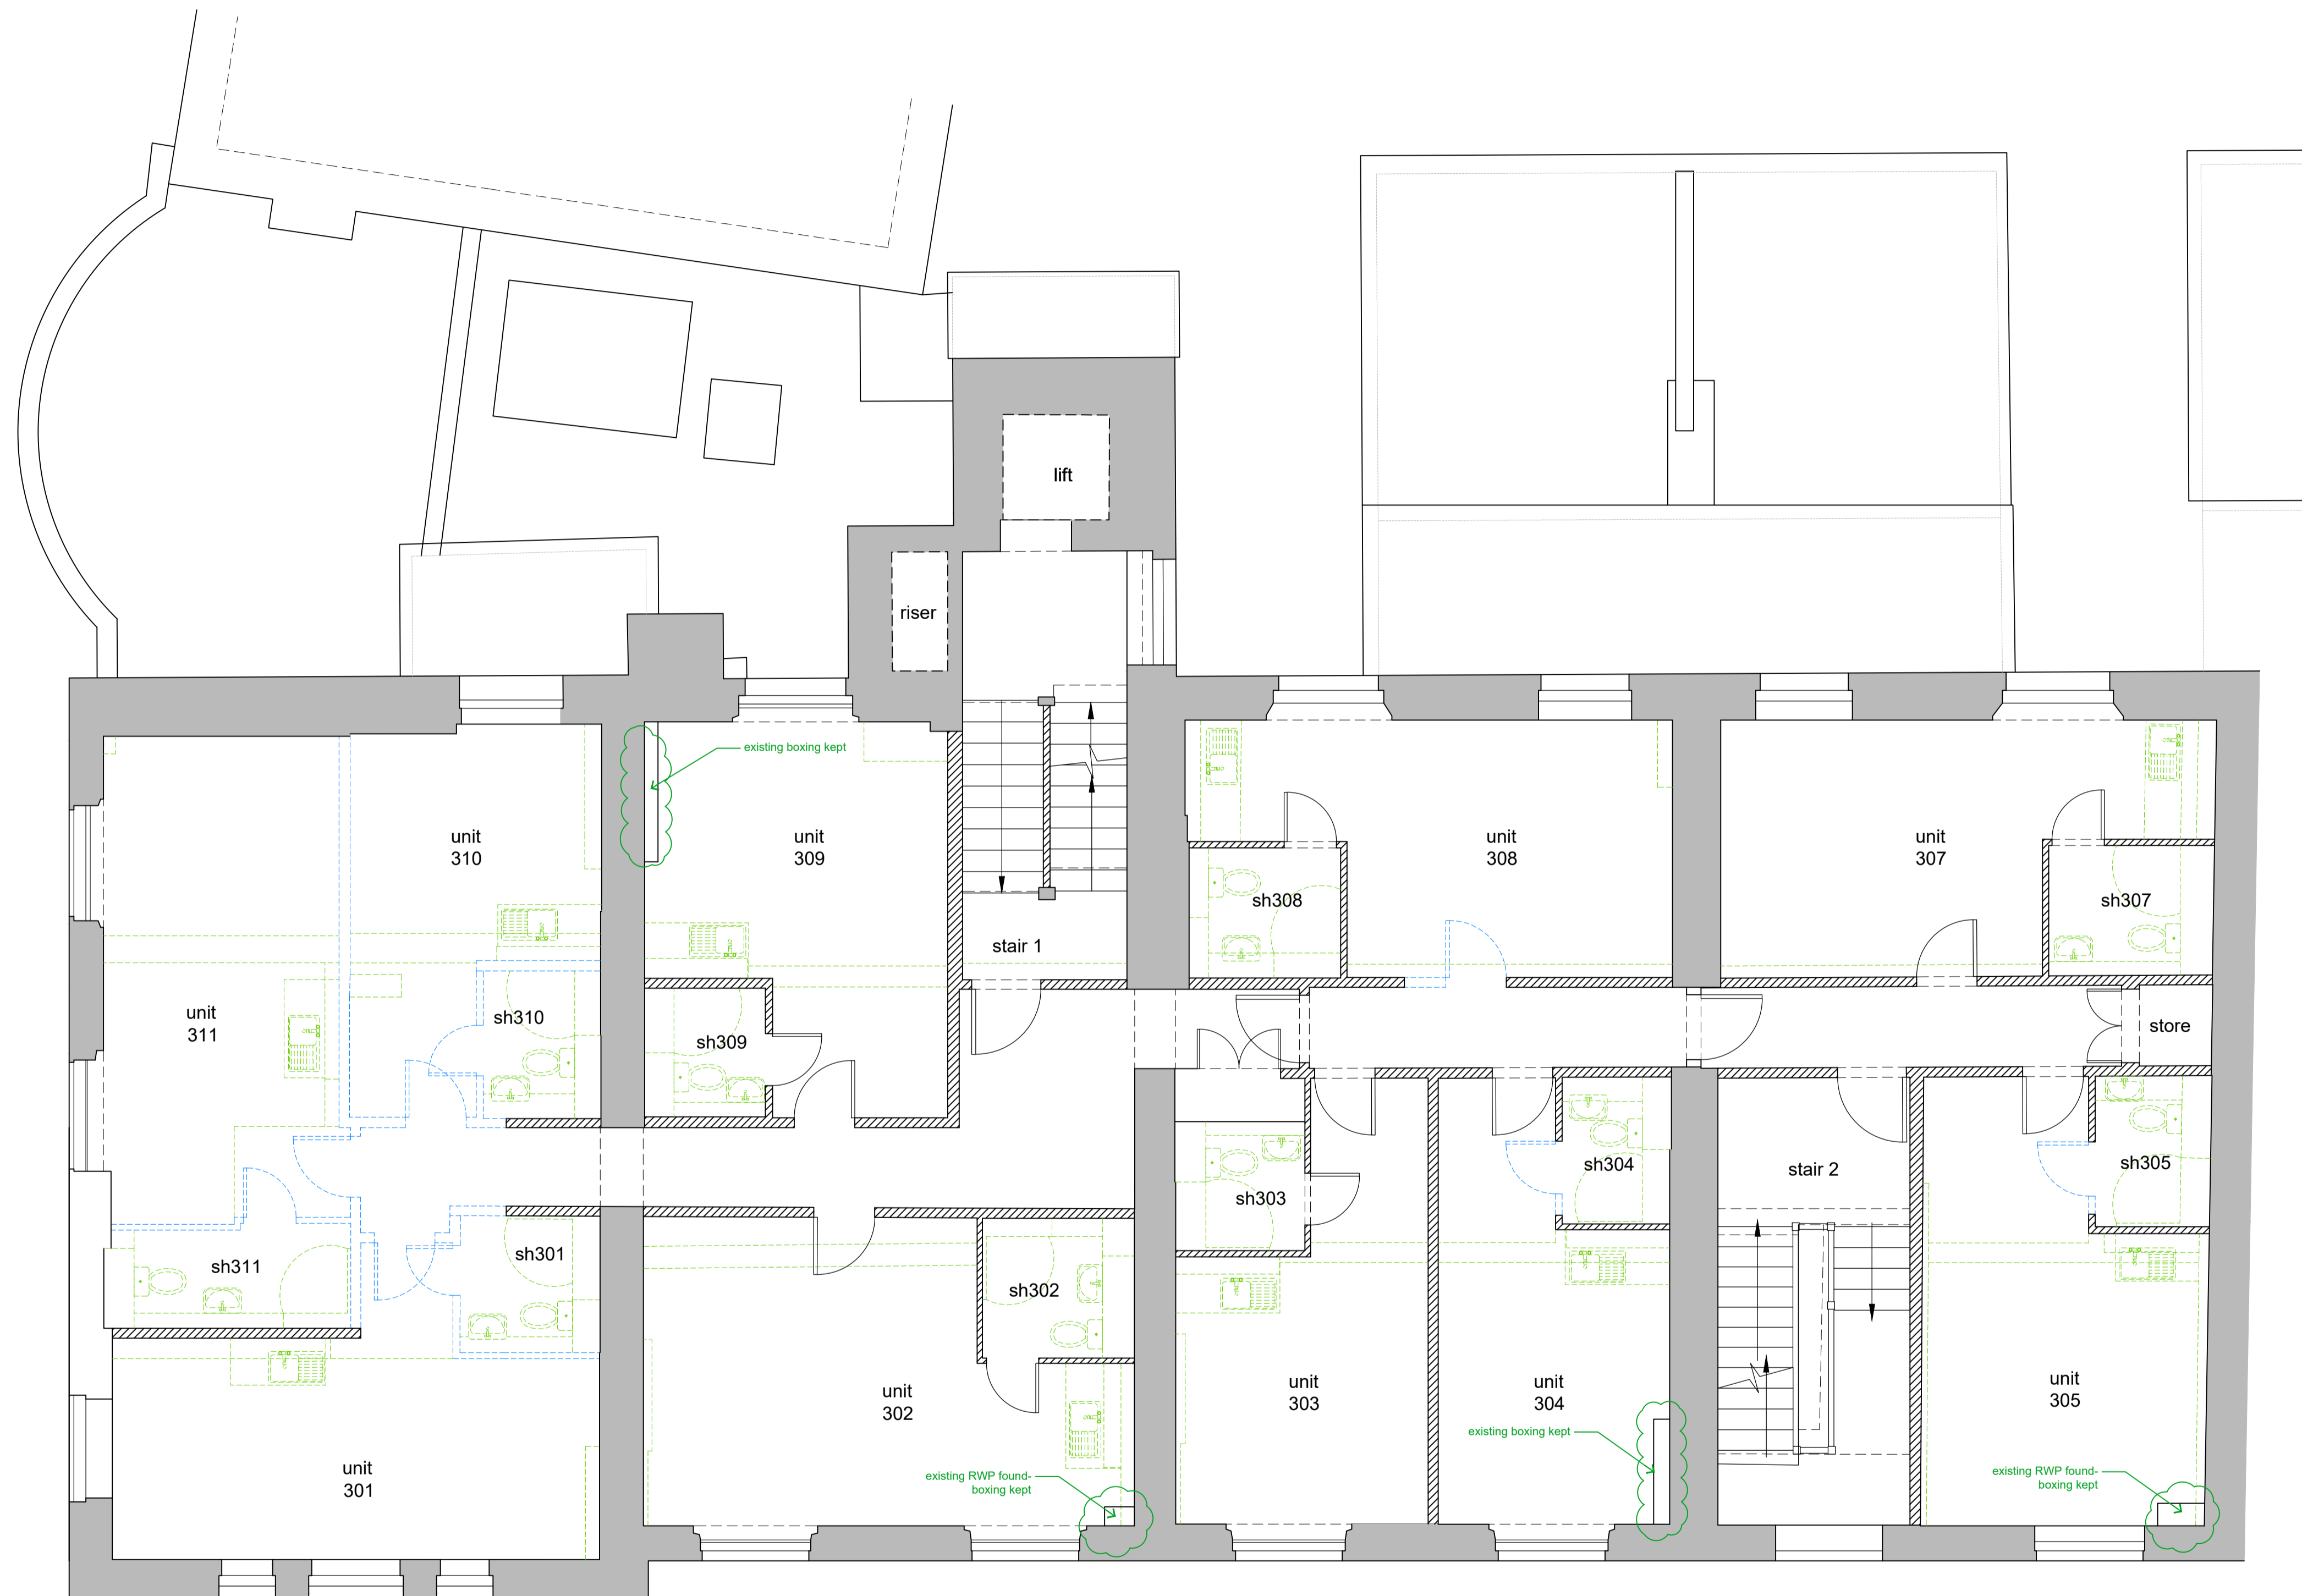 lift
riser
existing boxing kept
unit
310
unit
309
unit
308
unit
307
sh308
sh307
stair 1
unit
311
sh310
sh309
store
stair 2
sh304
sh305
sh303
sh311
sh301
sh302
unit
302
unit
303
unit
304
unit
305
existing boxing kept
unit
301
existing RWP found-
boxing kept
existing RWP found-
boxing kept